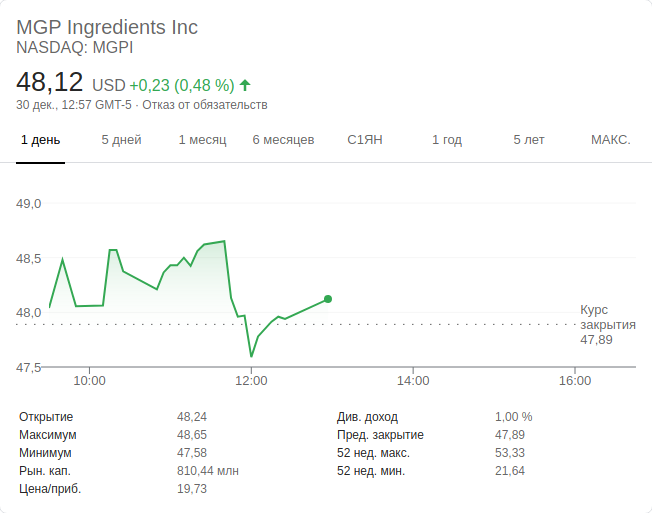 MGP Ingredients Inc
NASDAQ: MGPI
48,12 USD +0,23 (0,48 %)
30 дек., 12:57 GMT-5 · Отказ от обязательств
1 день 5 дней 1 месяц 6 месяцев С1ЯН 1 год 5 лет МАКС.
49,0
48,5
48,0
47,5
Курс
закрытия
47,89
10:00 12:00 14:00 16:00
Открытие 48,24 Див. доход 1,00 %
Максимум 48,65 Пред. закрытие 47,89
Минимум 47,58 52 нед. макс. 53,33
Рын. кап. 810,44 млн 52 нед. мин. 21,64
Цена/приб. 19,73